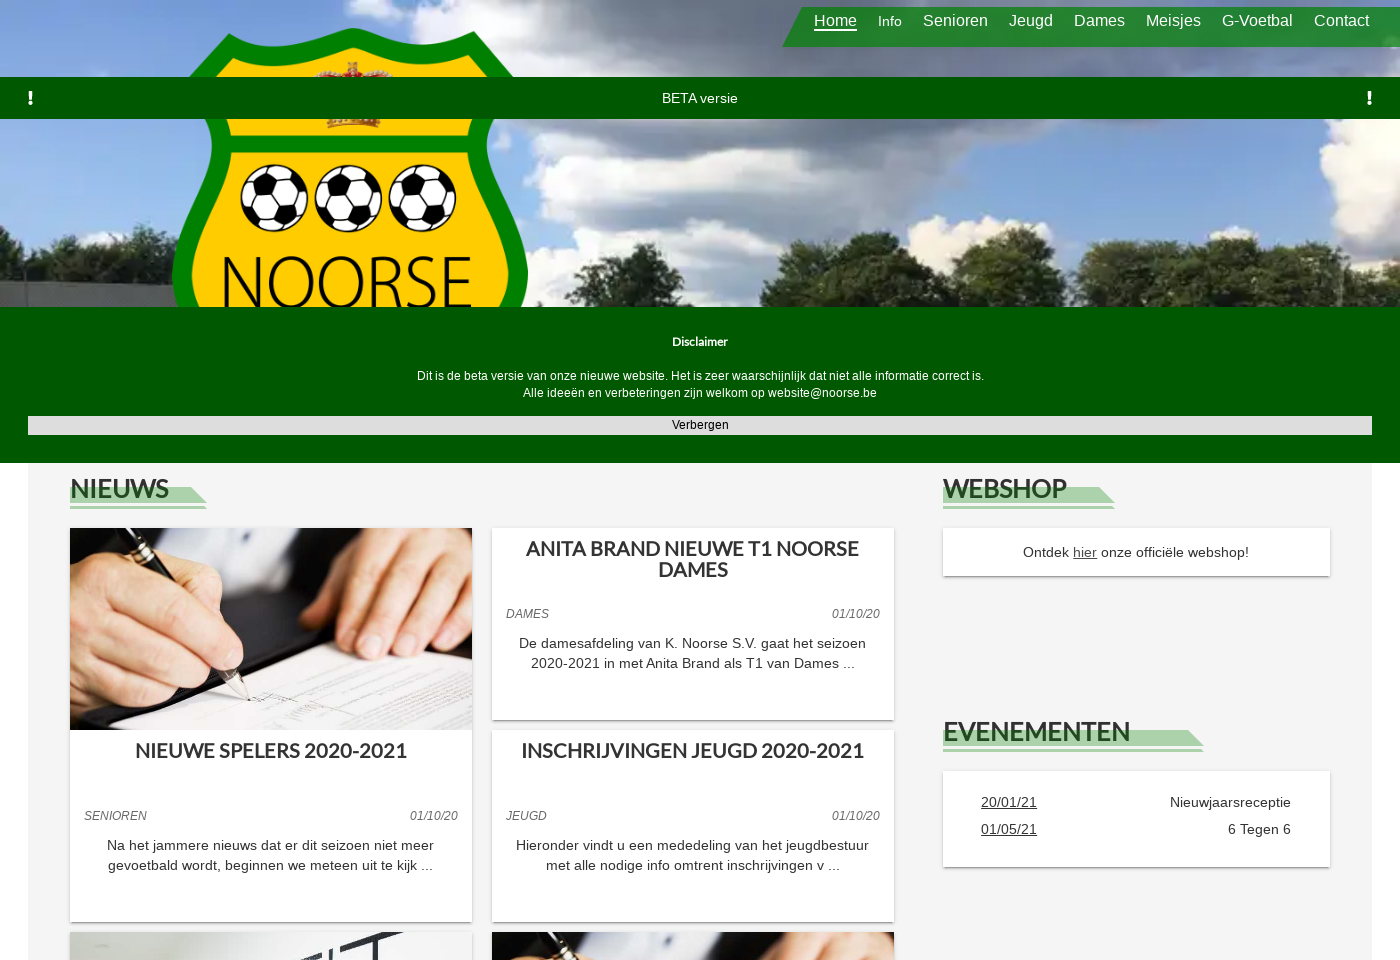 Home Info Senioren Jeugd Dames Meisjes G-Voetbal Contact
BETA versie
NOORSE
Disclaimer
Dit is de beta versie van onze nieuwe website. Het is zeer waarschijnlijk dat niet alle informatie correct is.
Alle ideeën en verbeteringen zijn welkom op website@noorse.be
Verbergen
NIEUWS
NIEUWE SPELERS 2020-2021
SENIOREN 01/10/20
Na het jammere nieuws dat er dit seizoen niet meer
gevoetbald wordt, beginnen we meteen uit te kijk ...
ANITA BRAND NIEUWE T1 NOORSE
DAMES
DAMES 01/10/20
De damesafdeling van K. Noorse S.V. gaat het seizoen
2020-2021 in met Anita Brand als T1 van Dames ...
INSCHRIJVINGEN JEUGD 2020-2021
JEUGD 01/10/20
Hieronder vindt u een mededeling van het jeugdbestuur
met alle nodige info omtrent inschrijvingen v ...
WEBSHOP
Ontdek hier onze officiële webshop!
EVENEMENTEN
20/01/21 Nieuwjaarsreceptie
01/05/21 6 Tegen 6